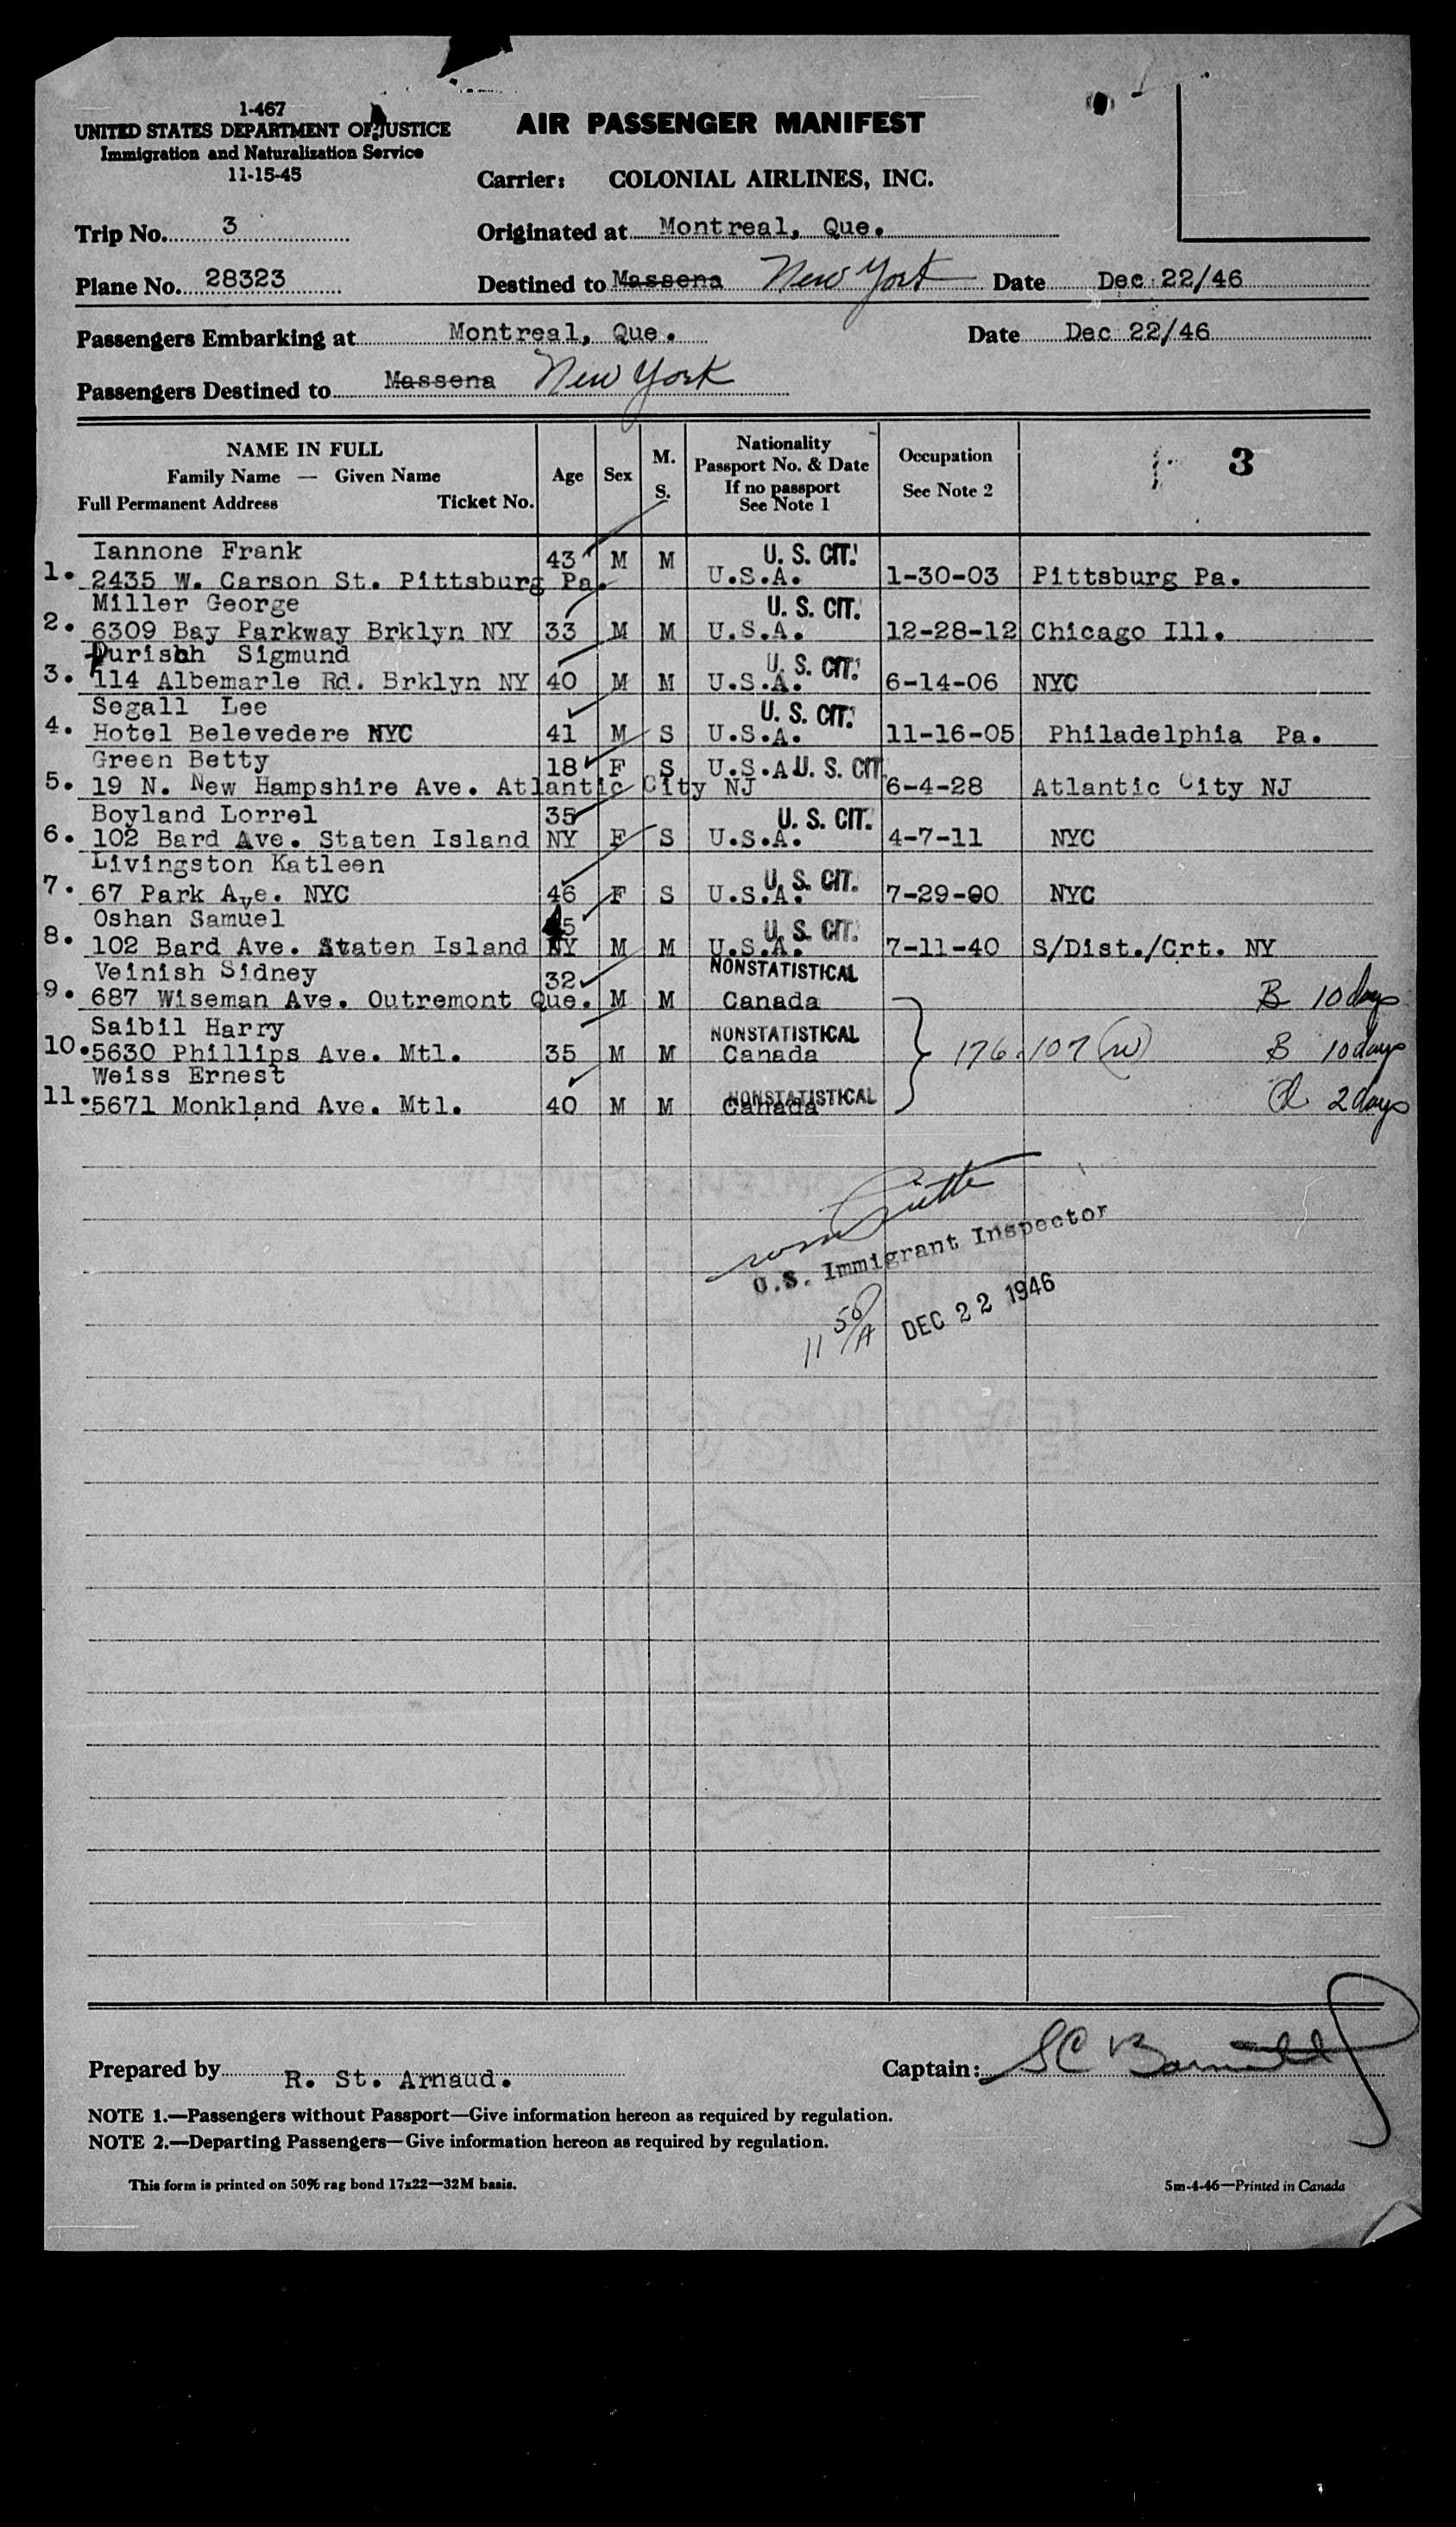 1-467
UNITED STATES DEPARTMENT OF JUSTICE
Immigration and Naturalization Service
11-15-45
AIR PASSENGER MANIFEST
Carrier: COLONIAL AIRLINES, INC.
Trip No. 3
Originated at Montreal, Que.
Plane No. 28323
Destined to Massena New York Date Dec 22/46
Passengers Embarking at Montreal, Que. Date Dec 22/46
Passengers Destined to Massena New York
NAME IN FULL
Family Name — Given Name
Full Permanent Address Ticket No.
Age
Sex
M.
S.
Nationality
Passport No. & Date
If no passport
See Note 1
Occupation
See Note 2
3
Iannone Frank 43 M M U. S. CIT.
1. 2435 W. Carson St. Pittsburg Pa. U.S.A. 1-30-03 Pittsburg Pa.
Miller George U. S. CIT.
2. 6309 Bay Parkway Brklyn NY 33 M M U.S.A. 12-28-12 Chicago Ill.
Sigmund U. S. CIT.
3. 114 Albemarle Rd. Brklyn NY 40 M M U.S.A. 6-14-06 NYC
Segall Lee U. S. CIT.
4. Hotel Belevedere NYC 41 M S U.S.A. 11-16-05 Philadelphia Pa.
Green Betty 18 F S U.S.A U. S. CIT.
5. 19 N. New Hampshire Ave. Atlantic City NJ 6-4-28 Atlantic City NJ
Boyland Lorrel 35 U. S. CIT.
6. 102 Bard Ave. Staten Island NY F S U.S.A. 4-7-11 NYC
Livingston Katleen U. S. CIT.
7. 67 Park Ave. NYC 46 F S U.S.A. 7-29-00 NYC
Oshan Samuel 45 U. S. CIT.
8. 102 Bard Ave. Staten Island NY M M U.S.A. 7-11-40 S/Dist./Crt. NY
Veinish Sidney 32 NONSTATISTICAL
9. 687 Wiseman Ave. Outremont Que. M M Canada B 10 days
Saibil Harry NONSTATISTICAL
10. 5630 Phillips Ave. Mtl. 35 M M Canada 176.107 (w) B 10 days
Weiss Ernest NONSTATISTICAL
11. 5671 Monkland Ave. Mtl. 40 M M Canada 2 days
U.S. Immigrant Inspector
11 50/A DEC 22 1946
Prepared by R. St. Arnaud.
Captain: SC
NOTE 1.—Passengers without Passport—Give information hereon as required by regulation.
NOTE 2.—Departing Passengers—Give information hereon as required by regulation.
This form is printed on 50% rag bond 17x22—32M basis.
5m-4-46—Printed in Canada